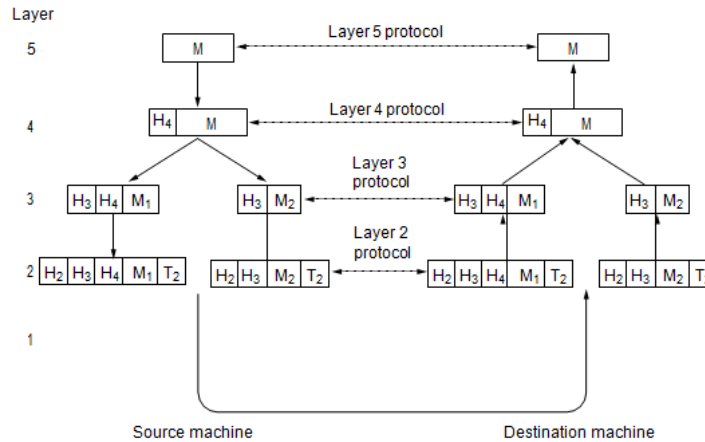 Layer
5 M Layer 5 protocol M
4 H₄ M Layer 4 protocol H₄ M
Layer 3
protocol
3 H₃ H₄ M₁ H₃ M₂ H₃ H₄ M₁ H₃ M₂
Layer 2
protocol
2 H₂ H₃ H₄ M₁ T₂ H₂ H₃ M₂ T₂ H₂ H₃ H₄ M₁ T₂ H₂ H₃ M₂
1
Source machine Destination machine